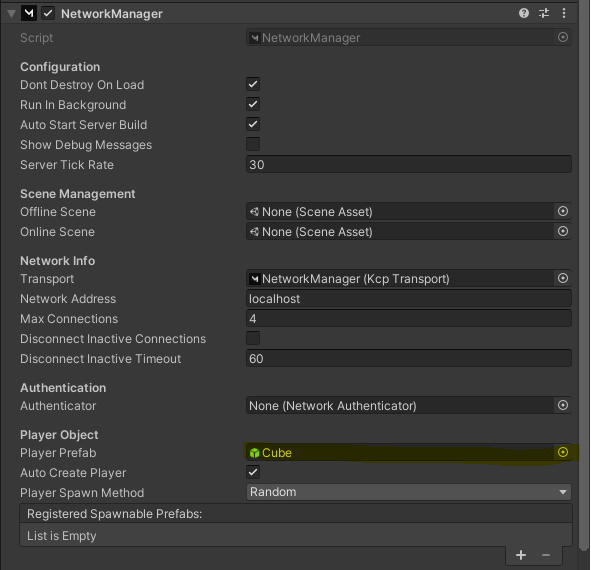 NetworkManager
Script NetworkManager
Configuration
Dont Destroy On Load
Run In Background
Auto Start Server Build
Show Debug Messages
Server Tick Rate 30
Scene Management
Offline Scene None (Scene Asset)
Online Scene None (Scene Asset)
Network Info
Transport NetworkManager (Kcp Transport)
Network Address localhost
Max Connections 4
Disconnect Inactive Connections
Disconnect Inactive Timeout 60
Authentication
Authenticator None (Network Authenticator)
Player Object
Player Prefab Cube
Auto Create Player
Player Spawn Method Random
Registered Spawnable Prefabs:
List is Empty